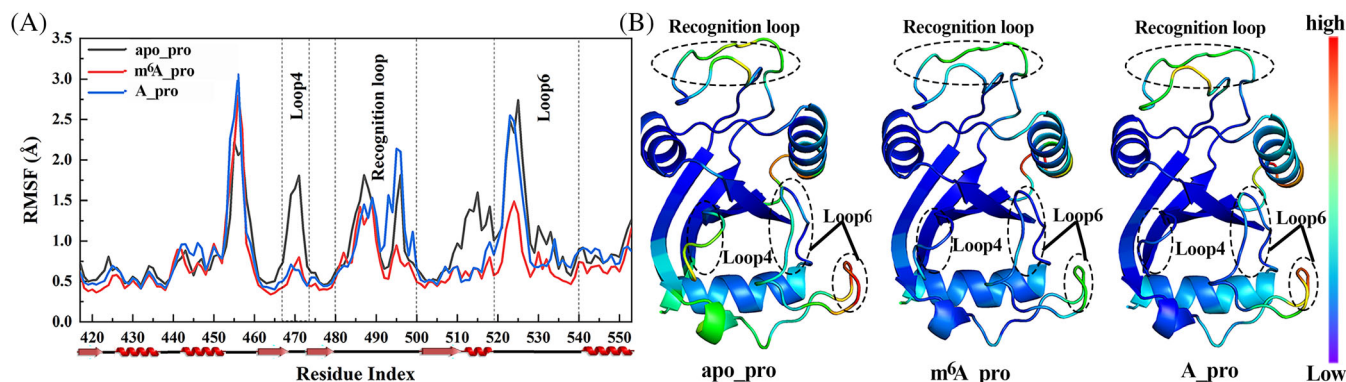 (A)
RMSF (Å)
3.5
3.0
2.5
2.0
1.5
1.0
0.5
0.0
apo_pro
m⁶A_pro
A_pro
Loop4
Recognition loop
Loop6
420 430 440 450 460 470 480 490 500 510 520 530 540 550
Residue Index
(B)
Recognition loop
Recognition loop
Recognition loop
Loop4
Loop6
Loop4
Loop6
Loop4
Loop6
apo_pro
m⁶A_pro
A_pro
high
Low